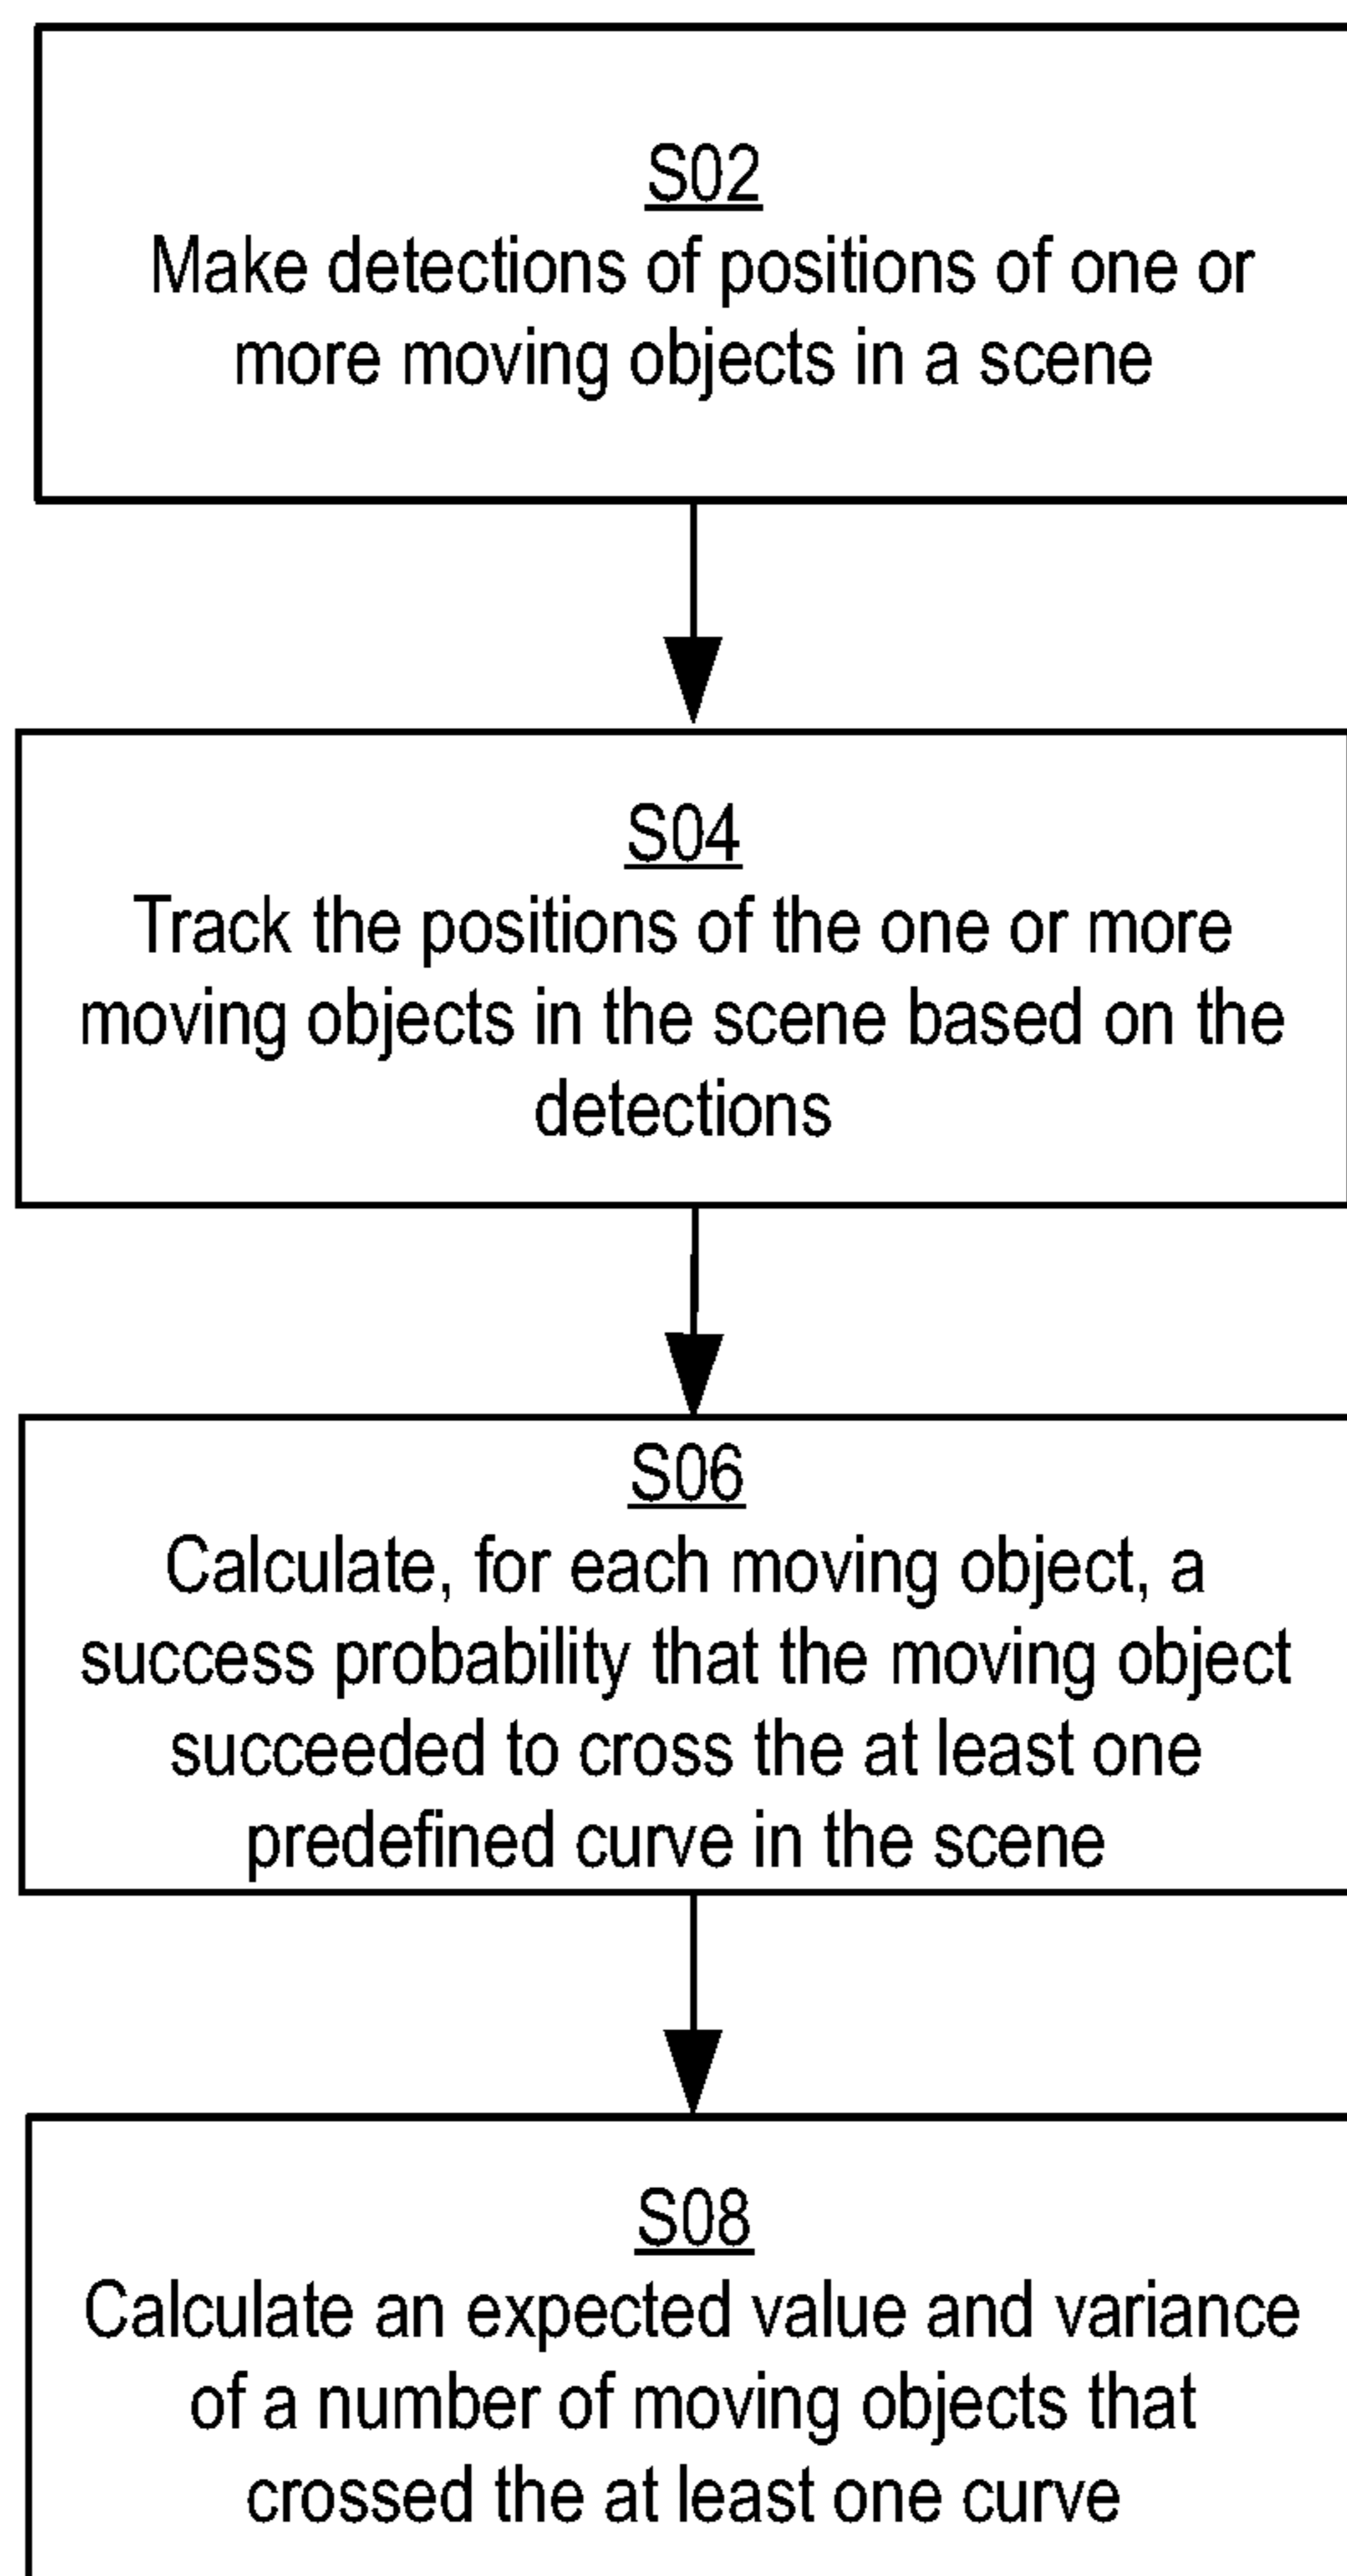 S02
Make detections of positions of one or
more moving objects in a scene
S04
Track the positions of the one or more
moving objects in the scene based on the
detections
S06
Calculate, for each moving object, a
success probability that the moving object
succeeded to cross the at least one
predefined curve in the scene
S08
Calculate an expected value and variance
of a number of moving objects that
crossed the at least one curve